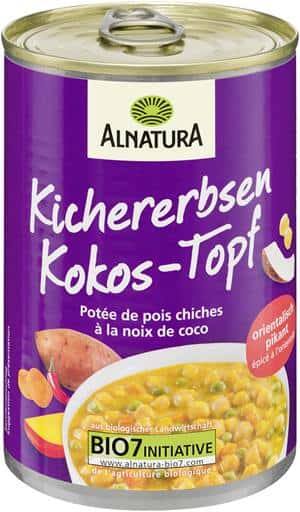 ALNATURA
Kichererbsen
Kokos-Topf
Potée de pois chiches
à la noix de coco
orientalisch
pikant
épicé à l'orientale
aus biologischer Landwirtschaft
BIO7 INITIATIVE
www.alnatura-bio7.com
de l'agriculture biologique